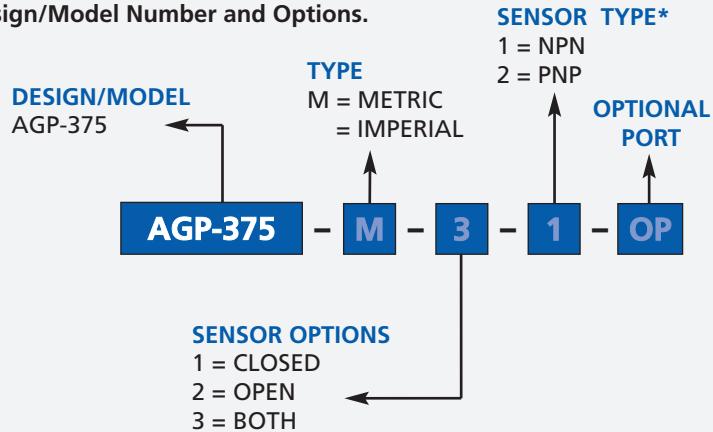 sign/Model Number and Options.
SENSOR TYPE*
1 = NPN
2 = PNP
TYPE
M = METRIC
= IMPERIAL
DESIGN/MODEL
AGP-375
OPTIONAL
PORT
AGP-375 - M - 3 - 1 - OP
SENSOR OPTIONS
1 = CLOSED
2 = OPEN
3 = BOTH